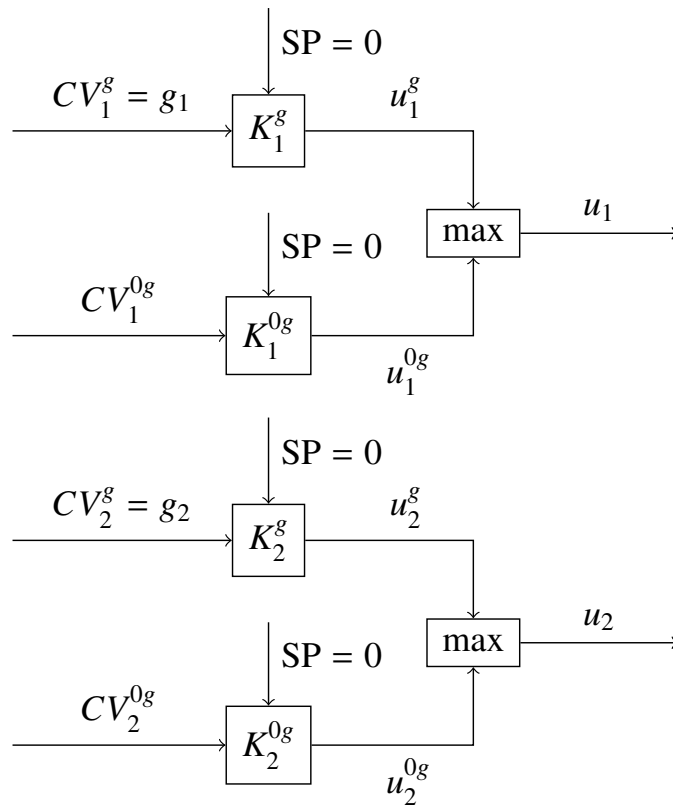 SP = 0
CV_1^g = g_1
K_1^g
u_1^g
max
u_1
SP = 0
CV_1^{0g}
K_1^{0g}
u_1^{0g}
SP = 0
CV_2^g = g_2
K_2^g
u_2^g
max
u_2
SP = 0
CV_2^{0g}
K_2^{0g}
u_2^{0g}